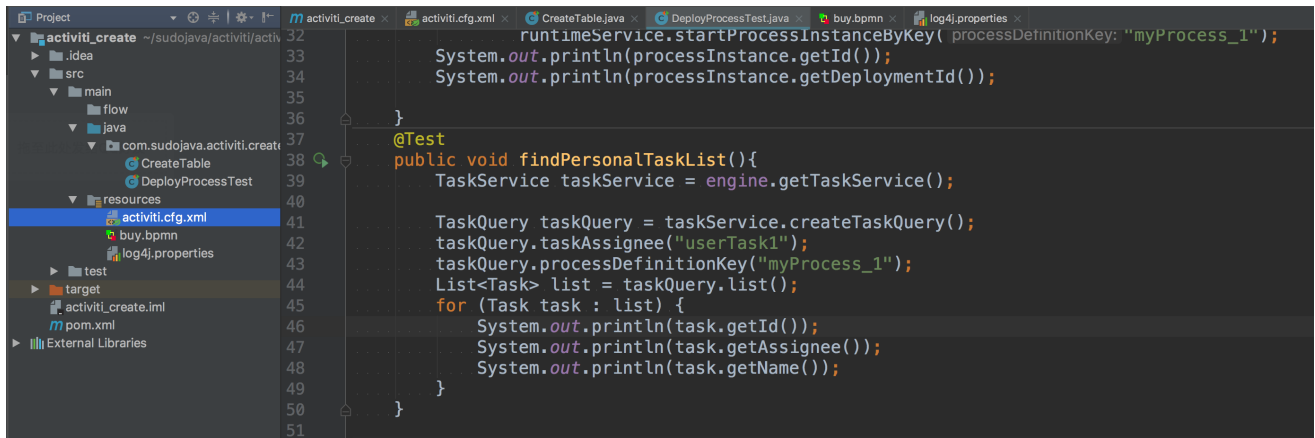 Project
activiti_create
activiti.cfg.xml
CreateTable.java
DeployProcessTest.java
buy.bpmn
log4j.properties
activiti_create ~/sudojava/activiti/activ
.idea
src
main
flow
java
com.sudojava.activiti.create
CreateTable
DeployProcessTest
resources
activiti.cfg.xml
buy.bpmn
log4j.properties
test
target
activiti_create.iml
pom.xml
External Libraries
32 runtimeService.startProcessInstanceByKey( processDefinitionKey: "myProcess_1");
33 System.out.println(processInstance.getId());
34 System.out.println(processInstance.getDeploymentId());
35
36 }
37 @Test
38 public void findPersonalTaskList(){
39 TaskService taskService = engine.getTaskService();
40
41 TaskQuery taskQuery = taskService.createTaskQuery();
42 taskQuery.taskAssignee("userTask1");
43 taskQuery.processDefinitionKey("myProcess_1");
44 List<Task> list = taskQuery.list();
45 for (Task task : list) {
46 System.out.println(task.getId());
47 System.out.println(task.getAssignee());
48 System.out.println(task.getName());
49 }
50 }
51